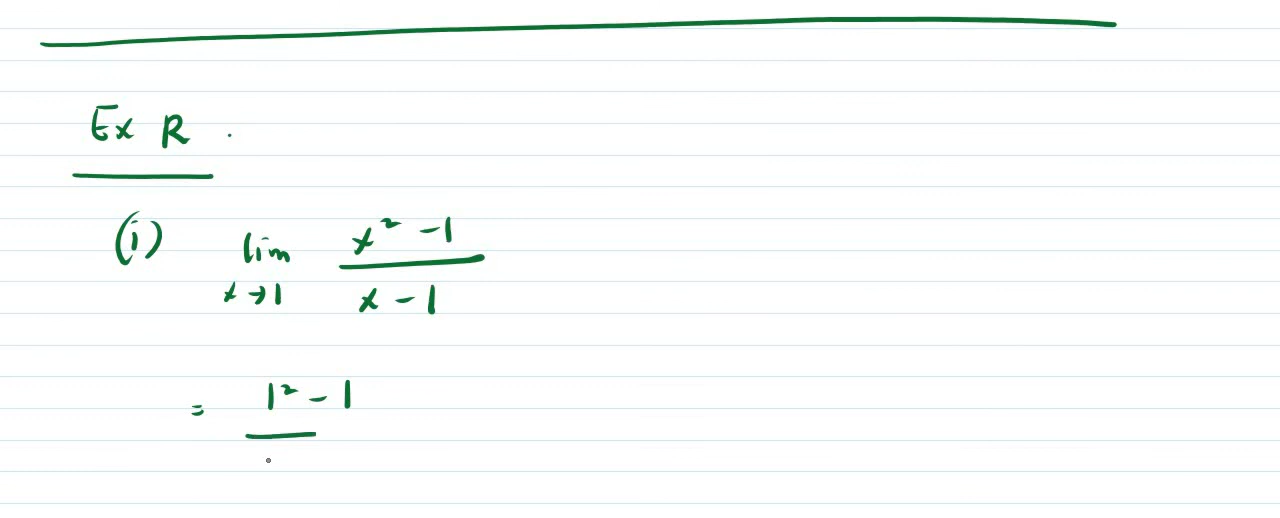 Ex R.
(i) lim x→1 x² - 1 / x - 1
= 1² - 1